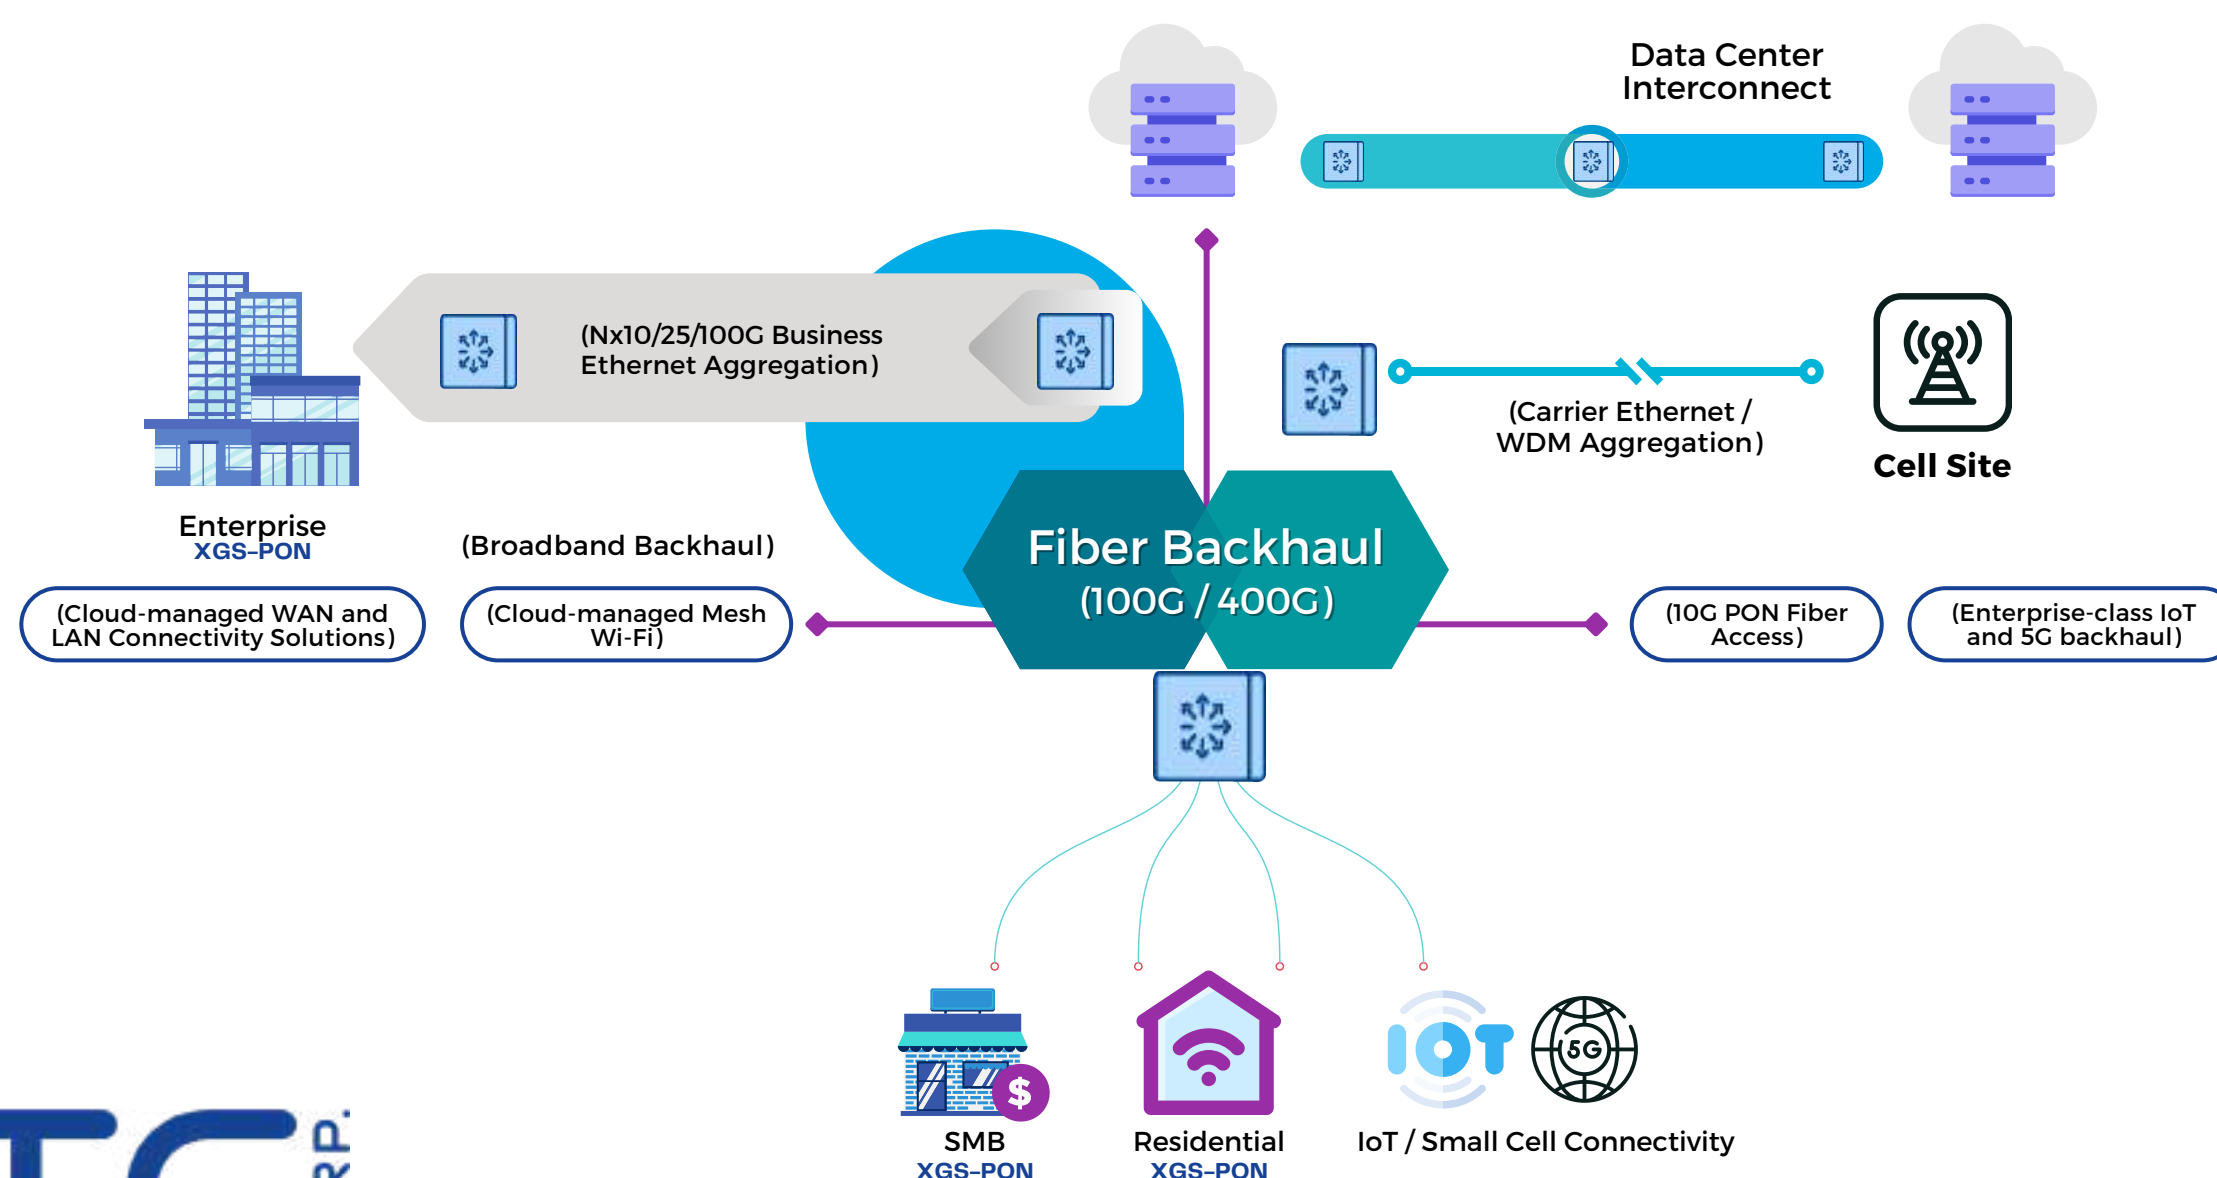 Data Center
Interconnect
(Nx10/25/100G Business
Ethernet Aggregation)
(Carrier Ethernet /
WDM Aggregation)
Cell Site
Enterprise
XGS-PON
(Broadband Backhaul)
Fiber Backhaul
(100G / 400G)
(Cloud-managed WAN and
LAN Connectivity Solutions)
(Cloud-managed Mesh
Wi-Fi)
(10G PON Fiber
Access)
(Enterprise-class IoT
and 5G backhaul)
$
IOT
5G
SMB
XGS-PON
Residential
XGS-PON
IoT / Small Cell Connectivity